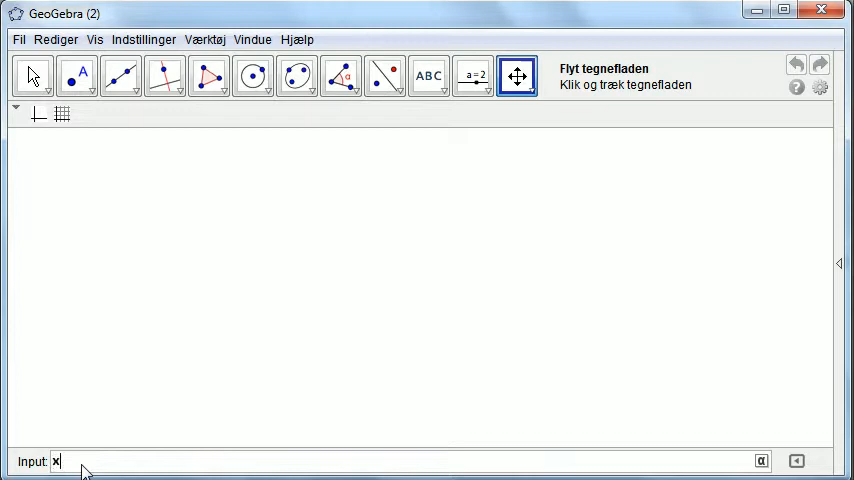 GeoGebra (2)
Fil Rediger Vis Indstillinger Værktøj Vindue Hjælp
A α ABC a = 2
Flyt tegnefladen
Klik og træk tegnefladen
Input: x α